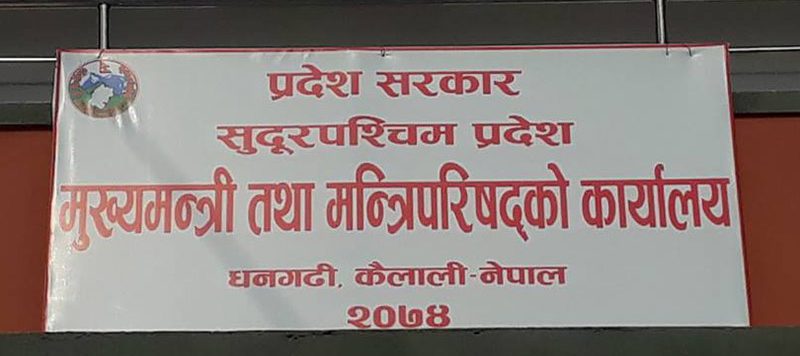 प्रदेश सरकार
सुदूरपश्चिम प्रदेश
मुख्यमन्त्री तथा मन्त्रिपरिषद्को कार्यालय
धनगढी, कैलाली-नेपाल
२०७४